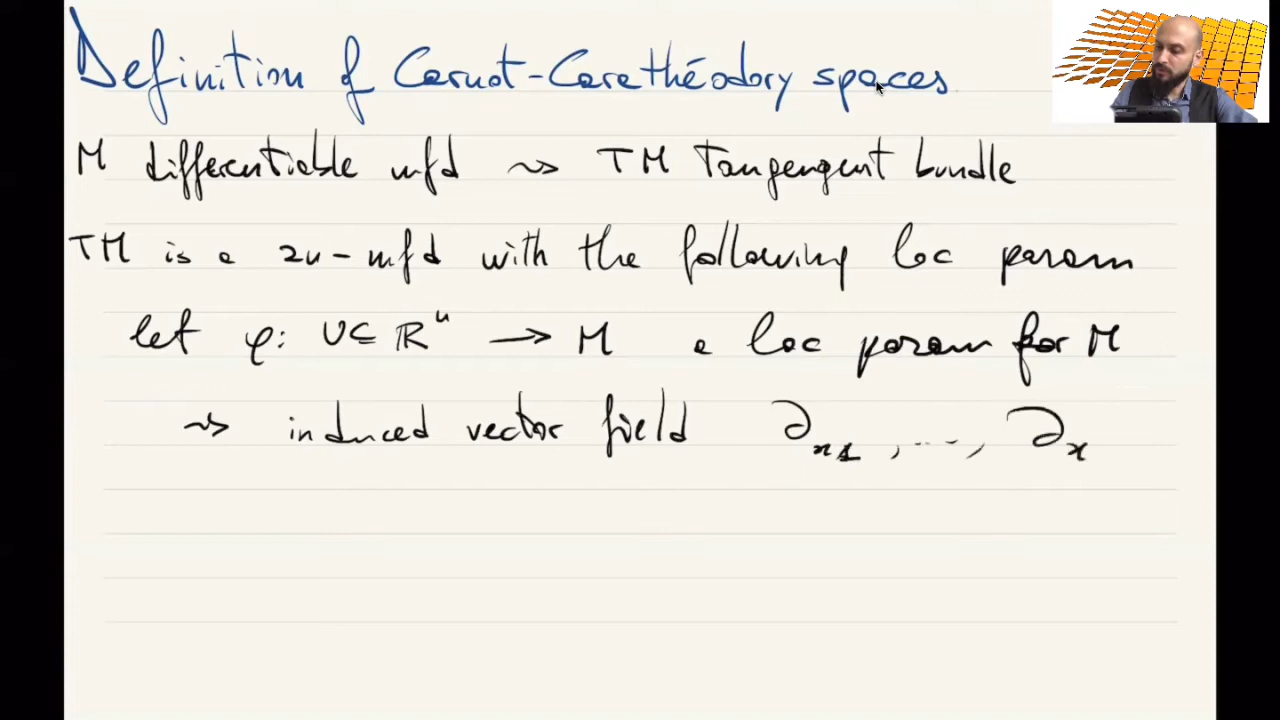 Definition of Carnot-Carathéodory spaces
M differentiable mfd ⇝ TM Tangengent bundle
TM is a 2n-mfd with the following loc param
let φ: U⊆ℝⁿ → M a loc param for M
⇝ induced vector field ∂x₁, ..., ∂x